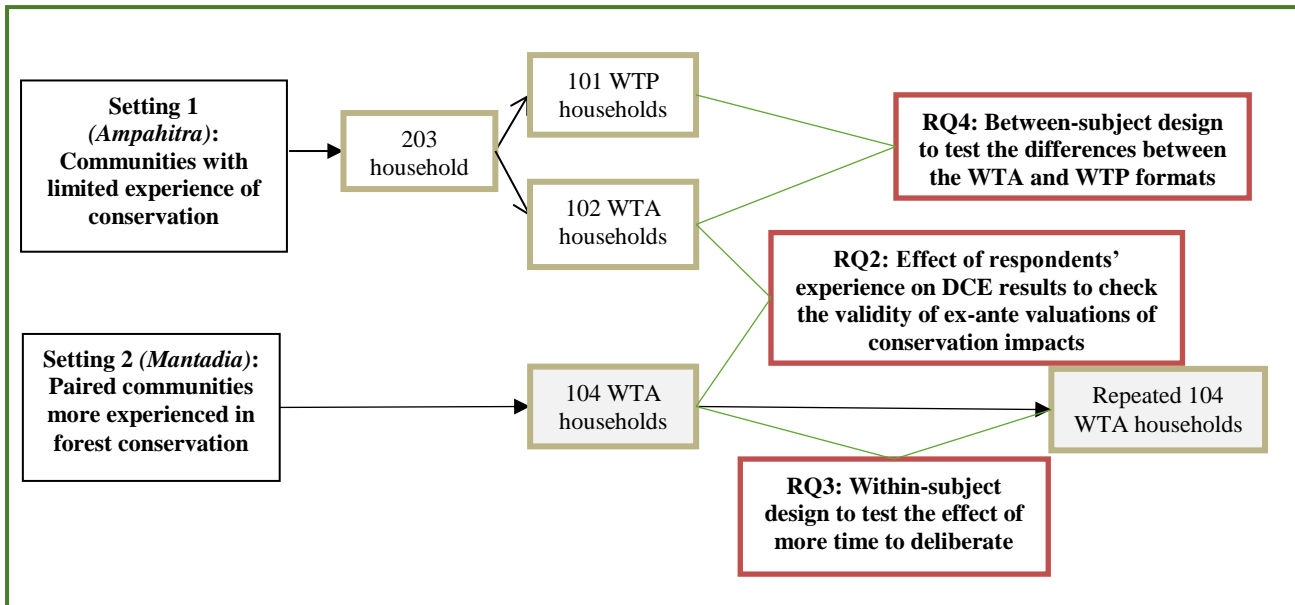 Setting 1
(Ampahitra):
Communities with
limited experience of
conservation
203
household
101 WTP
households
102 WTA
households
RQ4: Between-subject design
to test the differences between
the WTA and WTP formats
RQ2: Effect of respondents’
experience on DCE results to check
the validity of ex-ante valuations of
conservation impacts
Setting 2 (Mantadia):
Paired communities
more experienced in
forest conservation
104 WTA
households
Repeated 104
WTA households
RQ3: Within-subject
design to test the effect of
more time to deliberate